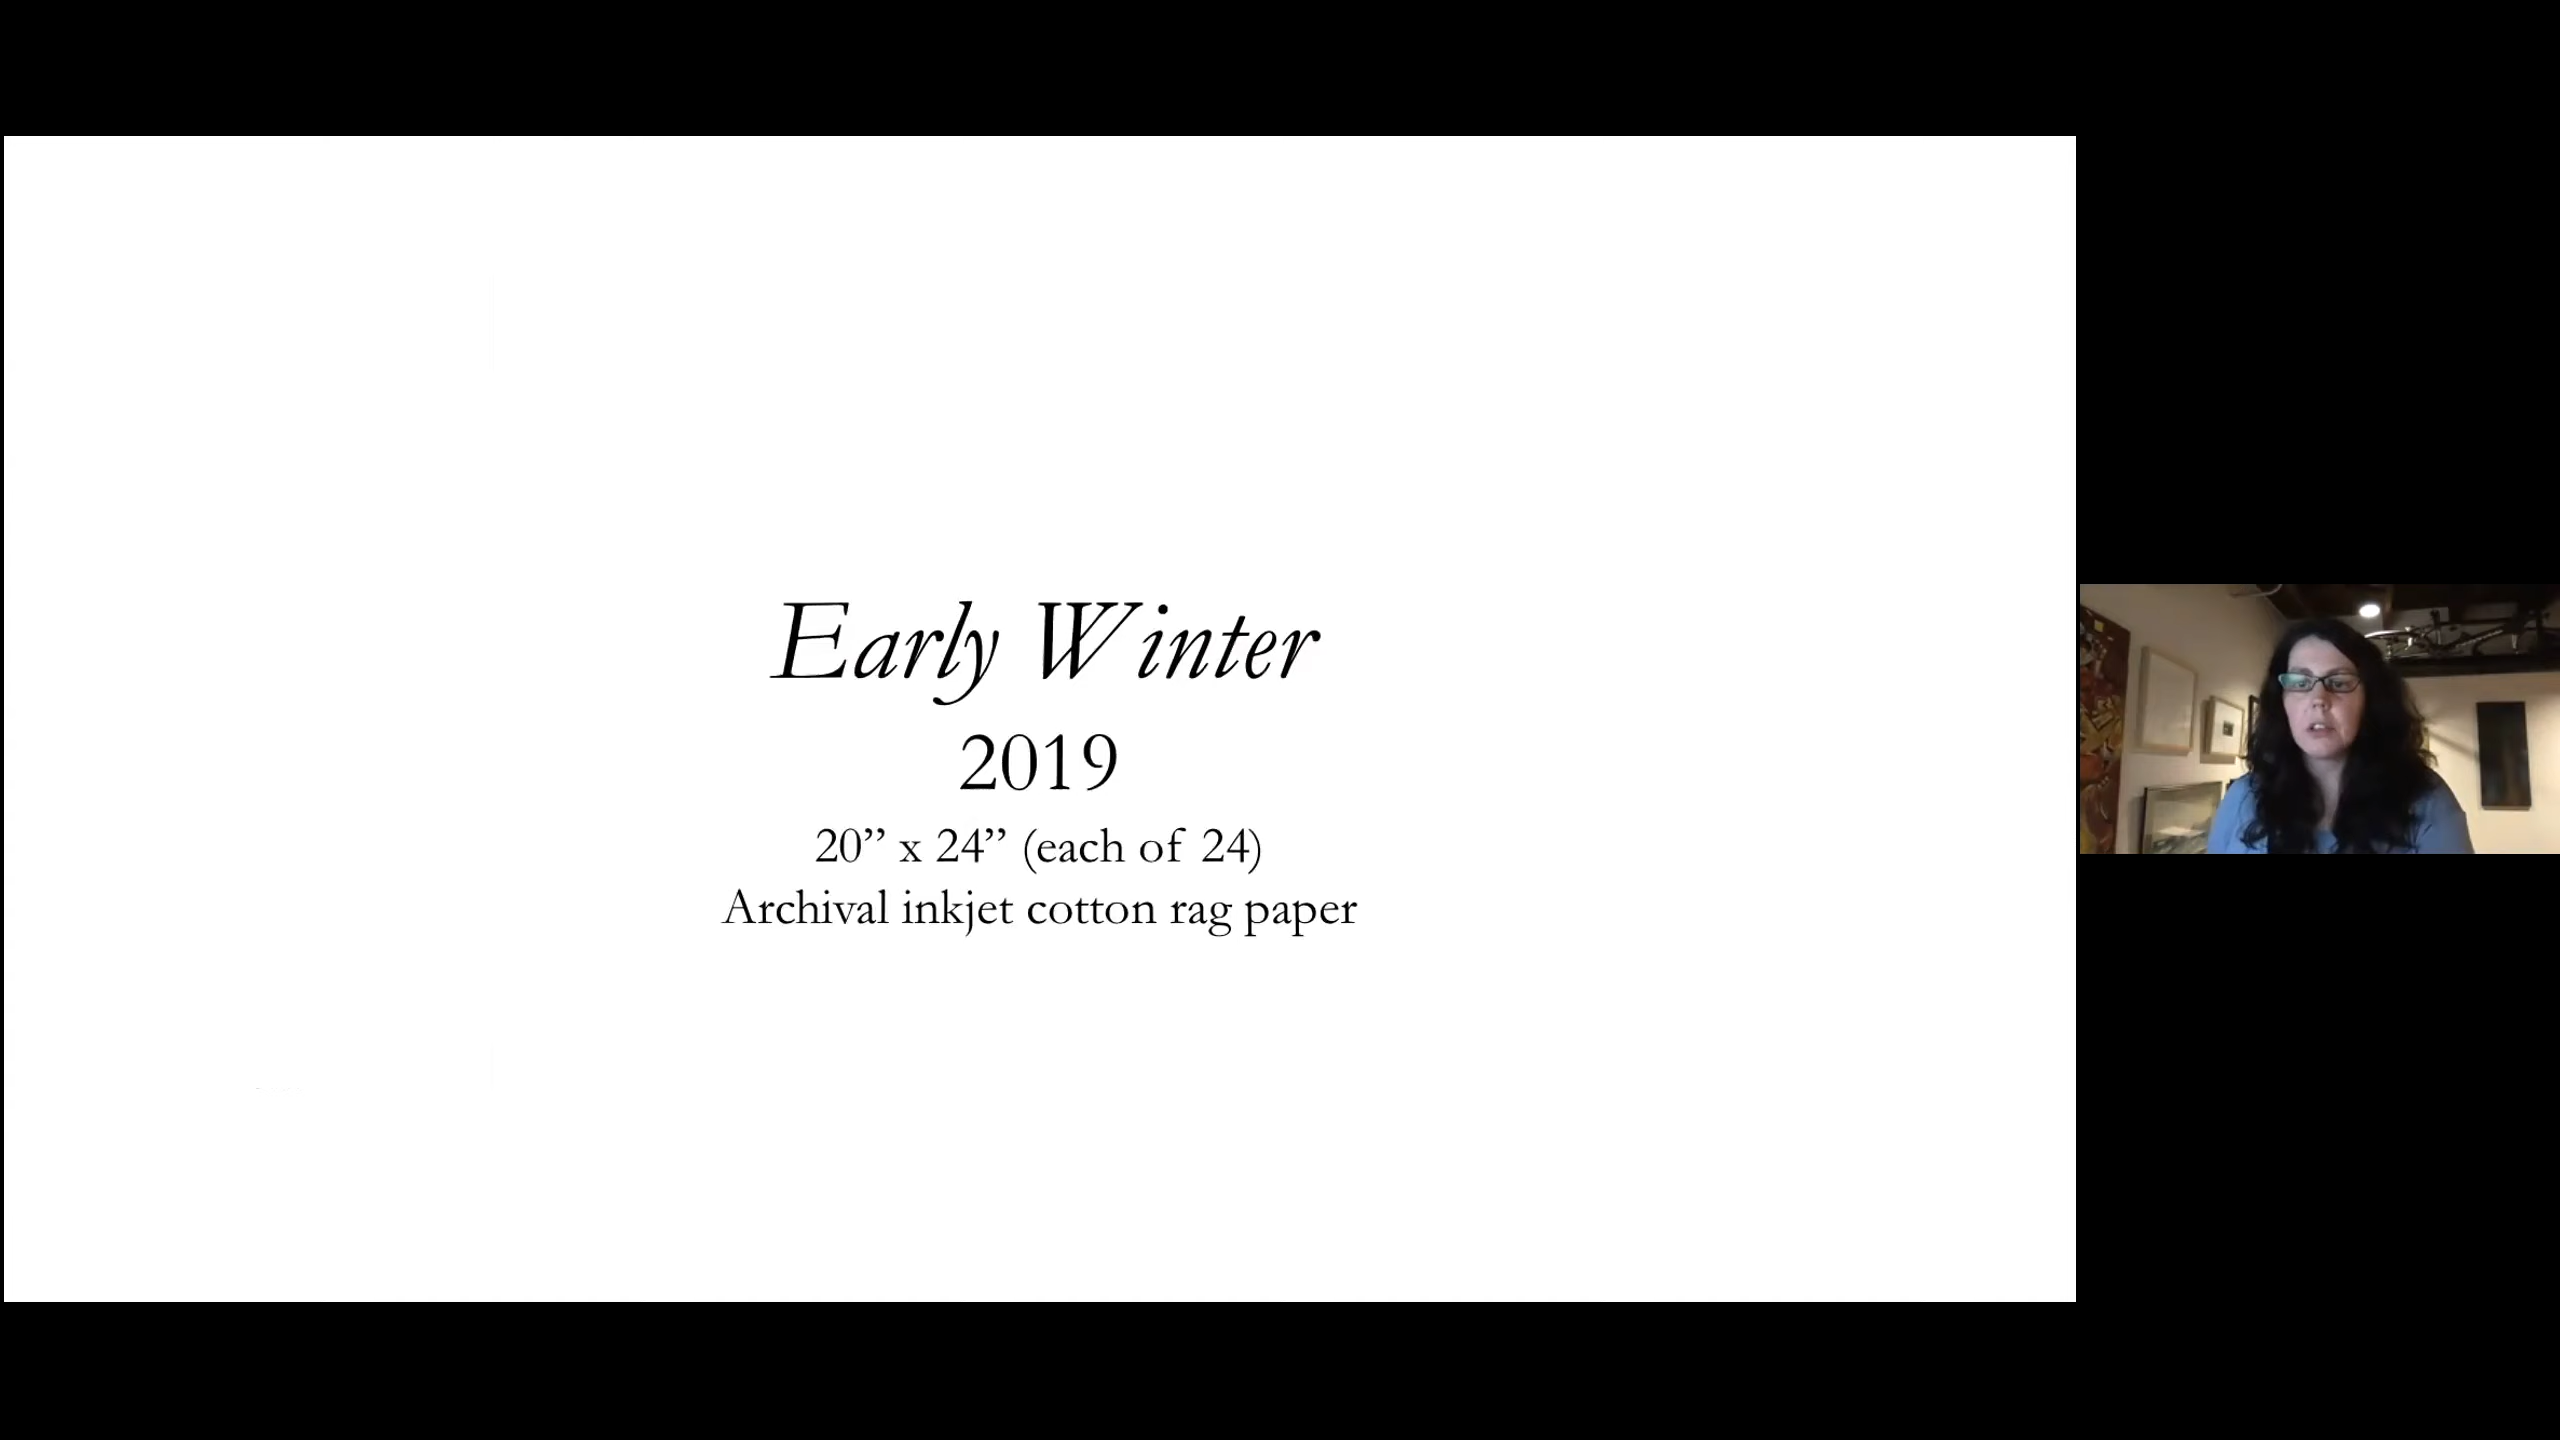 Early Winter
2019
20” x 24” (each of 24)
Archival inkjet cotton rag paper